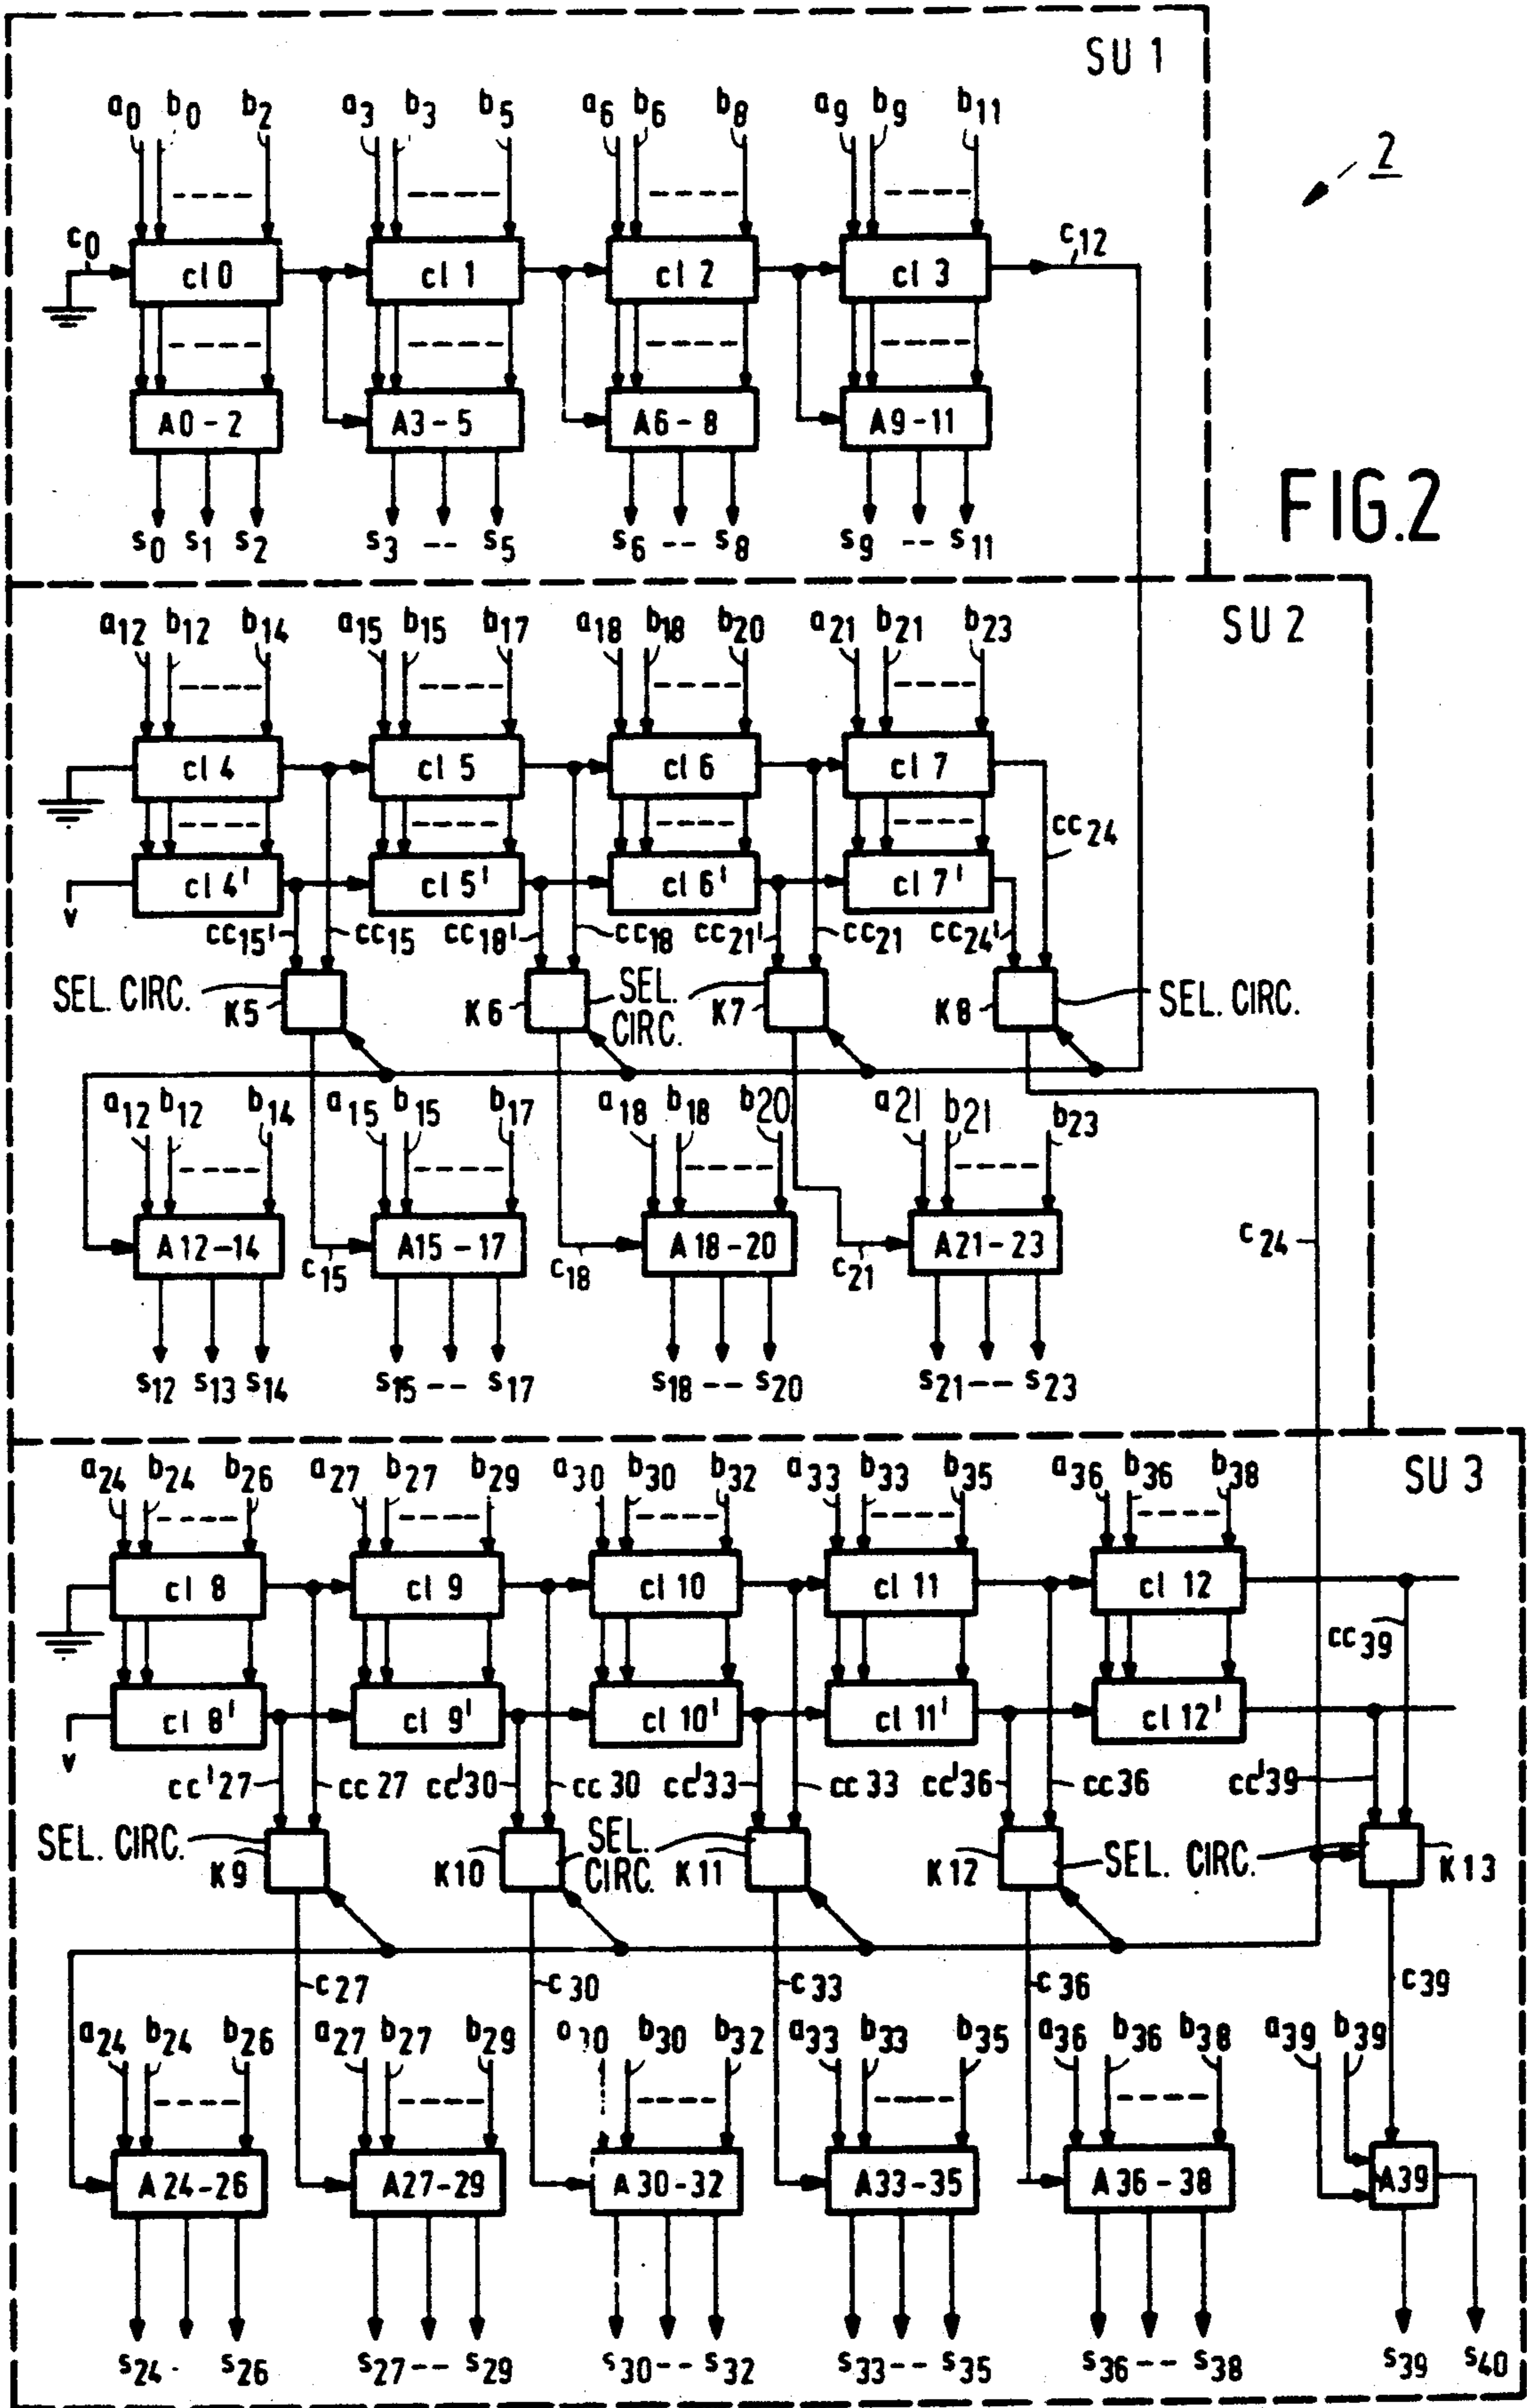 SU 1
a0 b0 b2 a3 b3 b5 a6 b6 b8 a9 b9 b11
2
c0 cl 0 cl 1 cl 2 cl 3 c12
A0-2 A3-5 A6-8 A9-11
FIG.2
s0 s1 s2 s3 -- s5 s6 -- s8 s9 -- s11
SU 2
a12 b12 b14 a15 b15 b17 a18 b18 b20 a21 b21 b23
cl 4 cl 5 cl 6 cl 7
cc24
cl 4' cl 5' cl 6' cl 7'
v
cc15' cc15 cc18' cc18 cc21' cc21 cc24'
SEL. CIRC. K5 K6 SEL. CIRC. K7 K8 SEL. CIRC.
a12 b12 b14 a15 b15 b17 a18 b18 b20 a21 b21 b23
A12-14 A15-17 A18-20 A21-23 c24
c15 c18 c21
s12 s13 s14 s15 -- s17 s18 -- s20 s21 -- s23
SU 3
a24 b24 b26 a27 b27 b29 a30 b30 b32 a33 b33 b35 a36 b36 b38
cl 8 cl 9 cl 10 cl 11 cl 12
cc39
cl 8' cl 9' cl 10' cl 11' cl 12'
v
cc'27 cc27 cc'30 cc30 cc'33 cc33 cc'36 cc36 cc'39
SEL. CIRC. K9 K10 SEL. CIRC. K11 K12 SEL. CIRC. K13
c27 c30 c33 c36 c39
a24 b24 b26 a27 b27 b29 a30 b30 b32 a33 b33 b35 a36 b36 b38 a39 b39
A24-26 A27-29 A30-32 A33-35 A36-38 A39
s24 s26 s27 -- s29 s30 -- s32 s33 -- s35 s36 -- s38 s39 s40